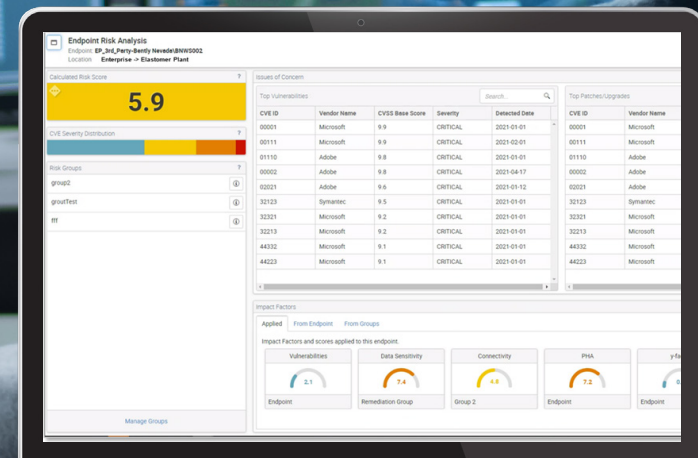 Endpoint Risk Analysis
Endpoint EP_3rd_Party-Bently Nevada\BNWS002
Location Enterprise -> Elastomer Plant
Calculated Risk Score ?
5.9
CVE Severity Distribution ?
Risk Groups ?
group2
groutTest
fff
Manage Groups
Issues of Concern
Top Vulnerabilities Search...
CVE ID Vendor Name CVSS Base Score Severity Detected Date
00001 Microsoft 9.9 CRITICAL 2021-01-01
00111 Microsoft 9.9 CRITICAL 2021-02-01
01110 Adobe 9.8 CRITICAL 2021-01-01
00002 Adobe 9.8 CRITICAL 2021-04-17
02021 Adobe 9.6 CRITICAL 2021-01-12
32123 Symantec 9.5 CRITICAL 2021-01-01
32321 Microsoft 9.2 CRITICAL 2021-01-01
32213 Microsoft 9.2 CRITICAL 2021-01-01
44332 Microsoft 9.1 CRITICAL 2021-01-01
44223 Microsoft 9.1 CRITICAL 2021-01-01
Top Patches/Upgrades
CVE ID Vendor Name
00001 Microsoft
00111 Microsoft
01110 Adobe
00002 Adobe
02021 Adobe
32123 Symantec
32321 Microsoft
32213 Microsoft
44332 Microsoft
44223 Microsoft
Impact Factors
Applied From Endpoint From Groups
Impact Factors and scores applied to this endpoint.
Vulnerabilities Data Sensitivity Connectivity PHA
2.1 7.4 4.8 7.2
Endpoint Remediation Group Group 2 Endpoint Endpoint